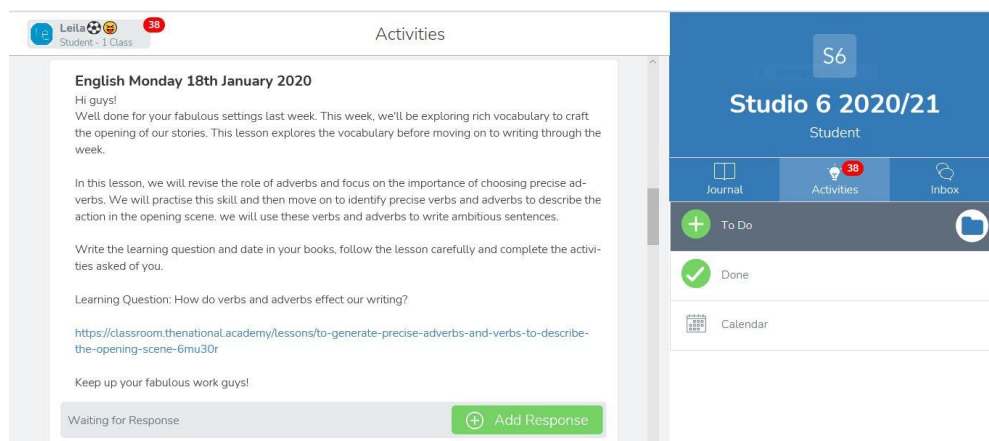 Leila⚽😝 38
Student - 1 Class
Activities
English Monday 18th January 2020
Hi guys!
Well done for your fabulous settings last week. This week, we'll be exploring rich vocabulary to craft
the opening of our stories. This lesson explores the vocabulary before moving on to writing through the
week.
In this lesson, we will revise the role of adverbs and focus on the importance of choosing precise ad-
verbs. We will practise this skill and then move on to identify precise verbs and adverbs to describe the
action in the opening scene. we will use these verbs and adverbs to write ambitious sentences.
Write the learning question and date in your books, follow the lesson carefully and complete the activi-
ties asked of you.
Learning Question: How do verbs and adverbs effect our writing?
https://classroom.thenational.academy/lessons/to-generate-precise-adverbs-and-verbs-to-describe-
the-opening-scene-6mu30r
Keep up your fabulous work guys!
Waiting for Response
Add Response
S6
Studio 6 2020/21
Student
Journal
38
Activities
Inbox
To Do
Done
Calendar